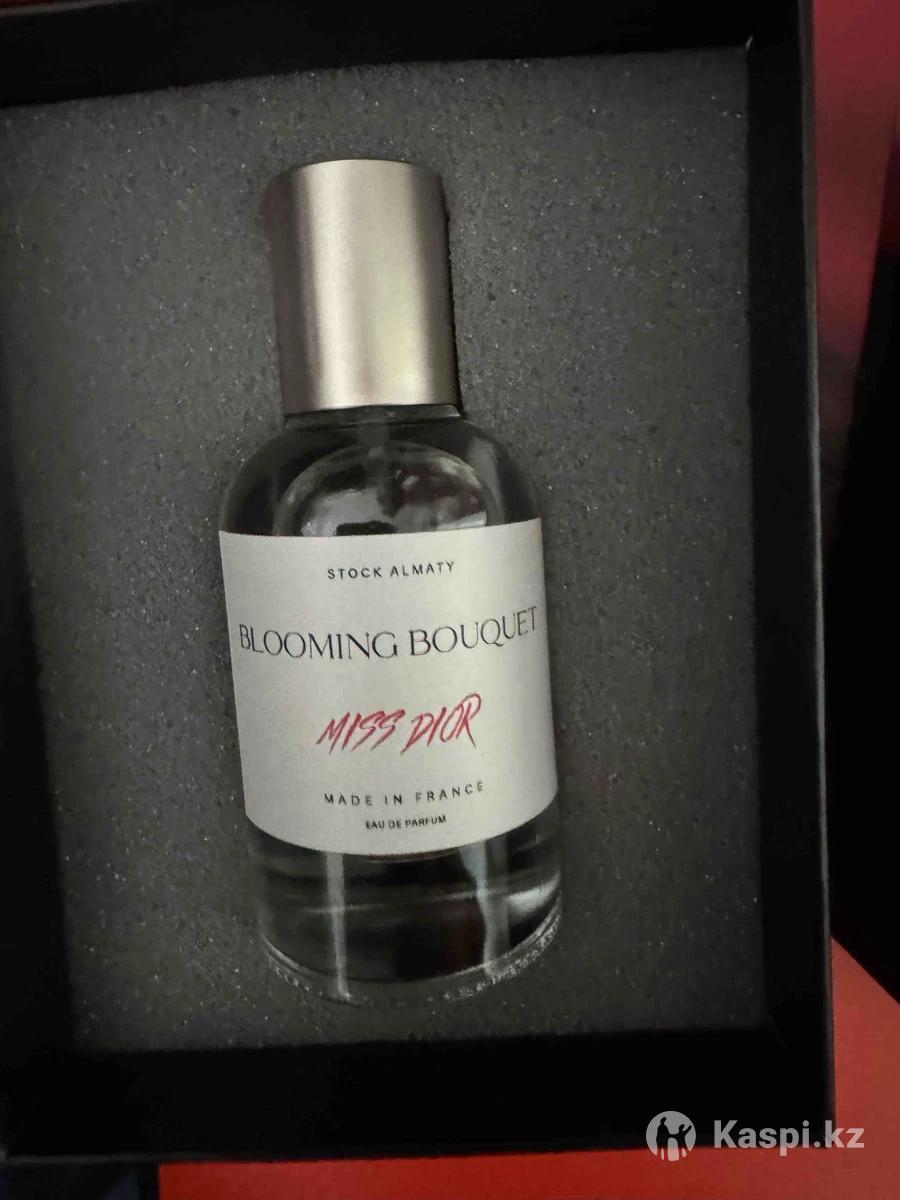 STOCK ALMATY
BLOOMING BOUQUET
MISS DIOR
MADE IN FRANCE
EAU DE PARFUM
Kaspi.kz